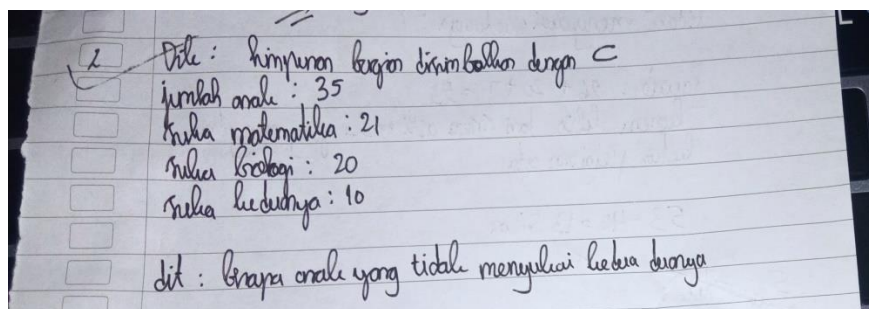 2 Dik : himpunan bagian disimbolkan dengan C
jumlah anak : 35
suka matematika : 21
suka biologi : 20
suka keduanya : 10
dit : Berapa anak yang tidak menyukai kedua duanya